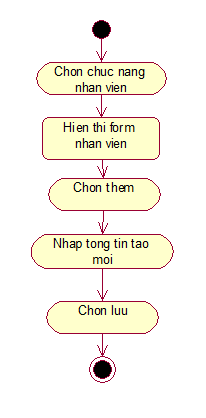 Chon chuc nang
nhan vien
Hien thi form
nhan vien
Chon them
Nhap tong tin tao
moi
Chon luu